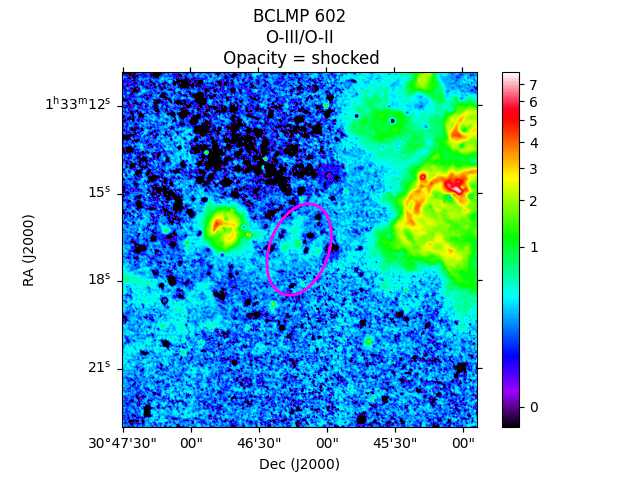 BCLMP 602
O-III/O-II
Opacity = shocked
1ʰ33ᵐ12ˢ
15ˢ
18ˢ
21ˢ
RA (J2000)
30°47'30" 00" 46'30" 00" 45'30" 00"
Dec (J2000)
7
6
5
4
3
2
1
0